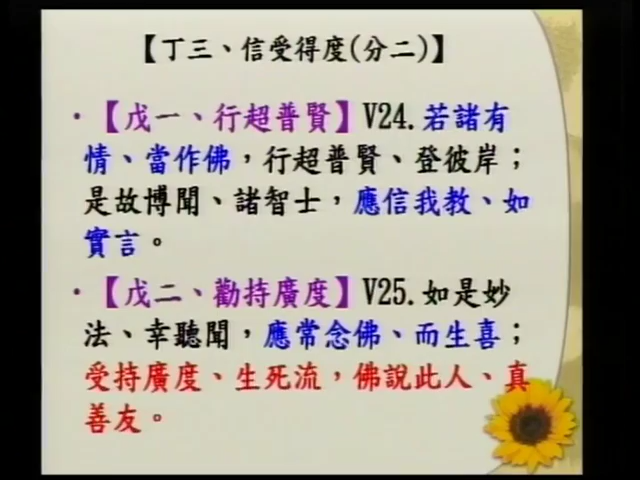 【丁三、信受得度(分二)】
•【戊一、行超普賢】V24.若諸有
情、當作佛，行超普賢、登彼岸；
是故博聞、諸智士，應信我教、如
實言。
•【戊二、勸持廣度】V25.如是妙
法、幸聽聞，應常念佛、而生喜；
受持廣度、生死流，佛說此人、真
善友。